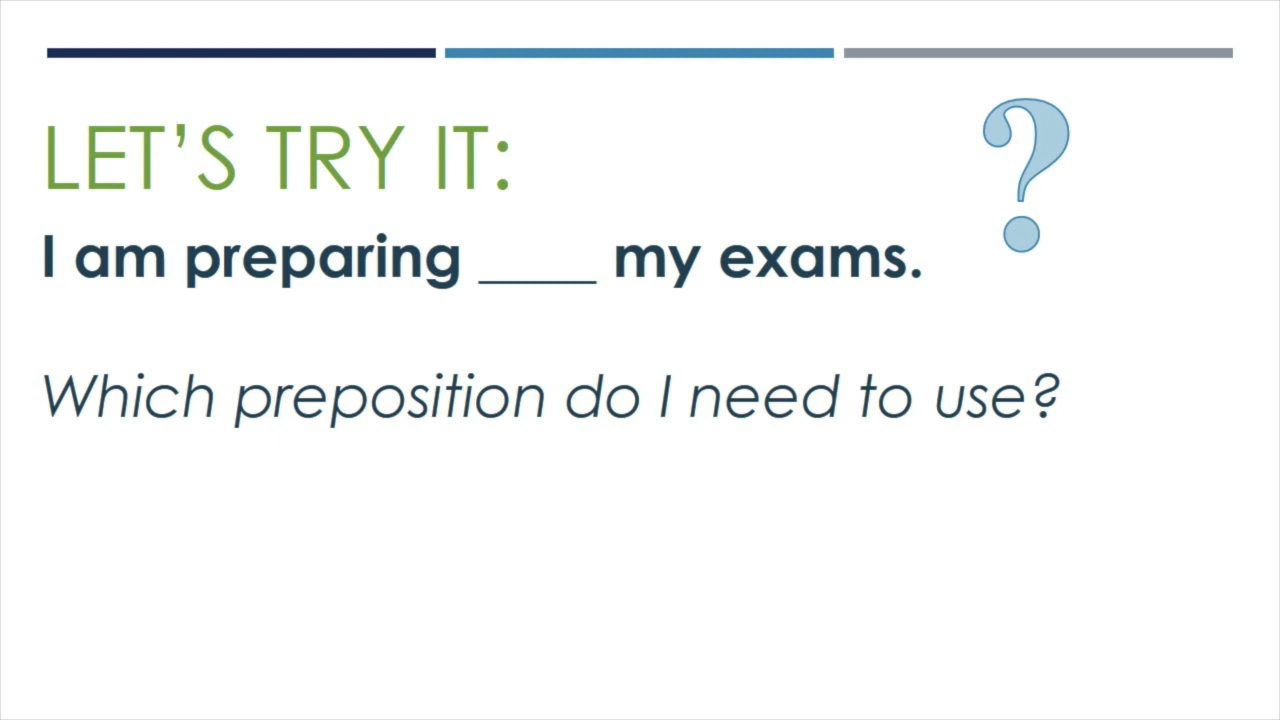 LET’S TRY IT:
I am preparing ____ my exams.
Which preposition do I need to use?
?